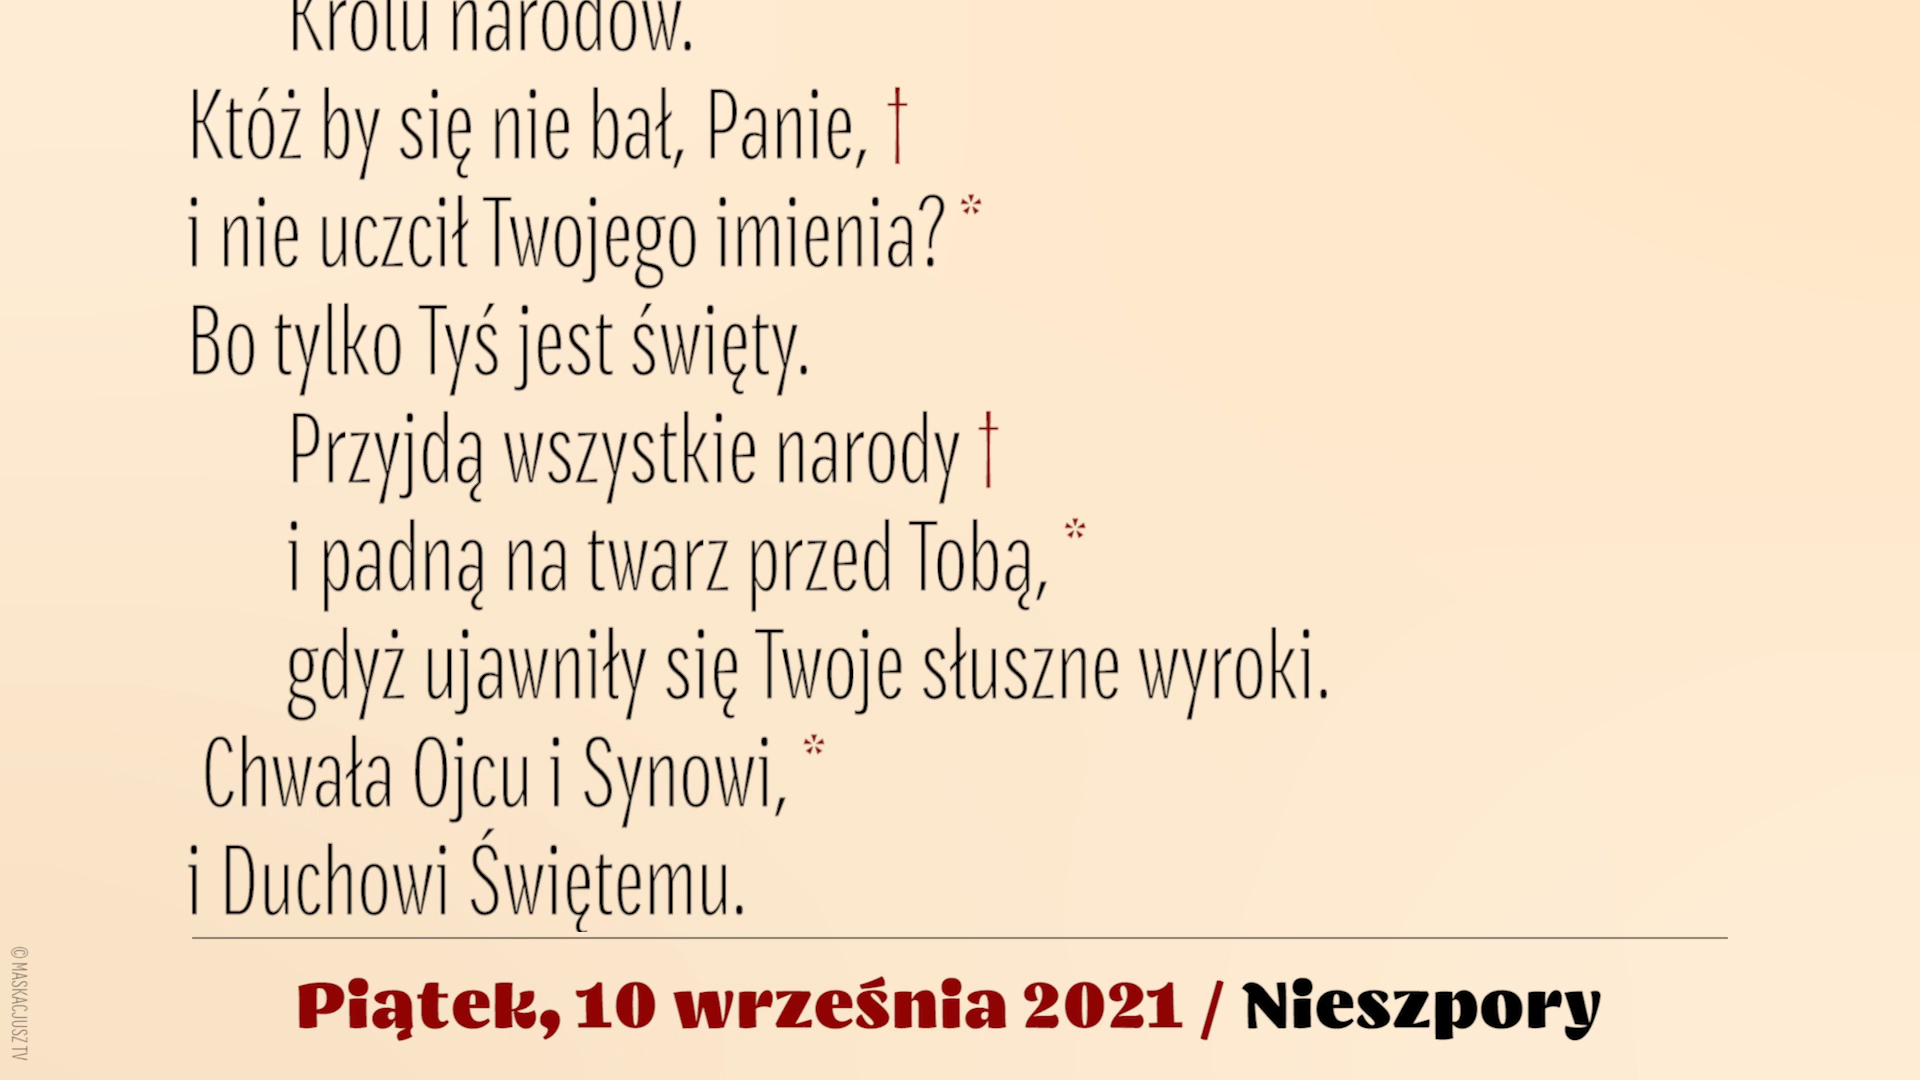 Królu narodów.
Któż by się nie bał, Panie, †
i nie uczcił Twojego imienia? *
Bo tylko Tyś jest święty.
Przyjdą wszystkie narody †
i padną na twarz przed Tobą, *
gdyż ujawniły się Twoje słuszne wyroki.
Chwała Ojcu i Synowi, *
i Duchowi Świętemu.
Piątek, 10 września 2021 / Nieszpory
© MASKACJUSZ TV